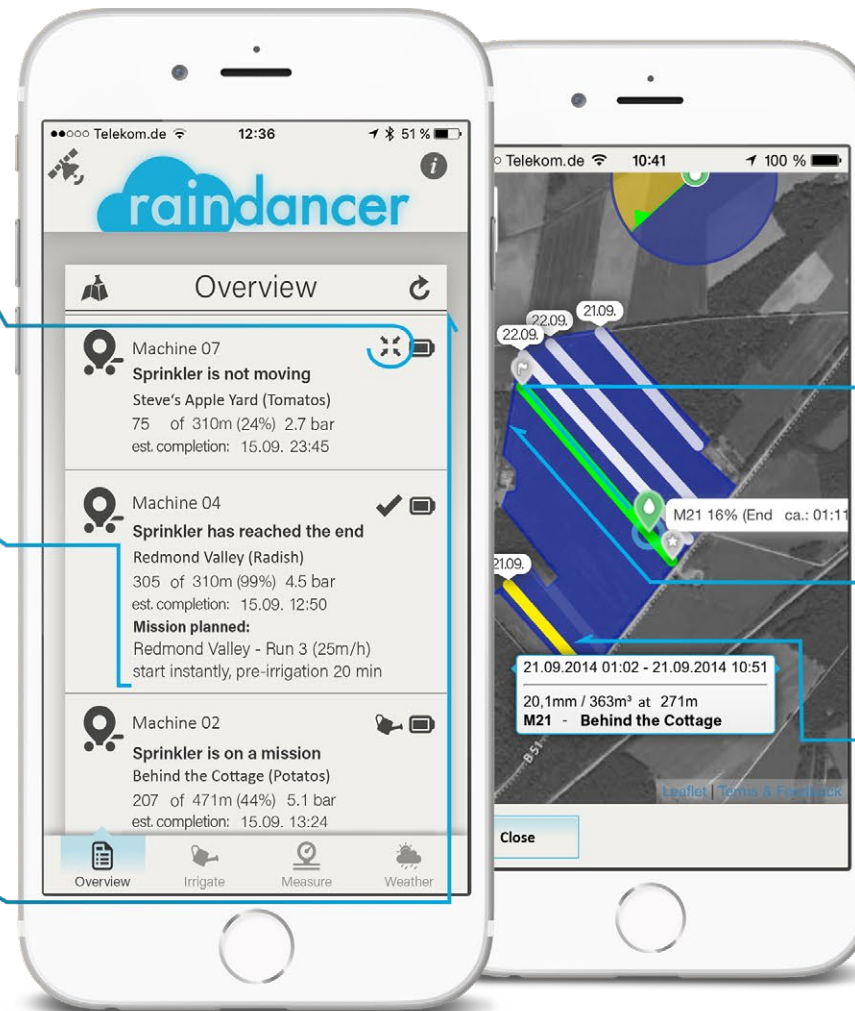 Telekom.de
12:36
51 %
raindancer
Overview
Machine 07
Sprinkler is not moving
Steve's Apple Yard (Tomatos)
75 of 310m (24%) 2.7 bar
est. completion: 15.09. 23:45
Machine 04
Sprinkler has reached the end
Redmond Valley (Radish)
305 of 310m (99%) 4.5 bar
est. completion: 15.09. 12:50
Mission planned:
Redmond Valley - Run 3 (25m/h)
start instantly, pre-irrigation 20 min
Machine 02
Sprinkler is on a mission
Behind the Cottage (Potatos)
207 of 471m (44%) 5.1 bar
est. completion: 15.09. 13:24
Overview
Irrigate
Measure
Weather
Telekom.de
10:41
100 %
21.09.
22.09.
22.09.
M21 16% (End ca.: 01:11
21.09.
21.09.2014 01:02 - 21.09.2014 10:51
20,1mm / 363m³ at 271m
M21 - Behind the Cottage
B 51
Leaflet | Terms & Feedback
Close